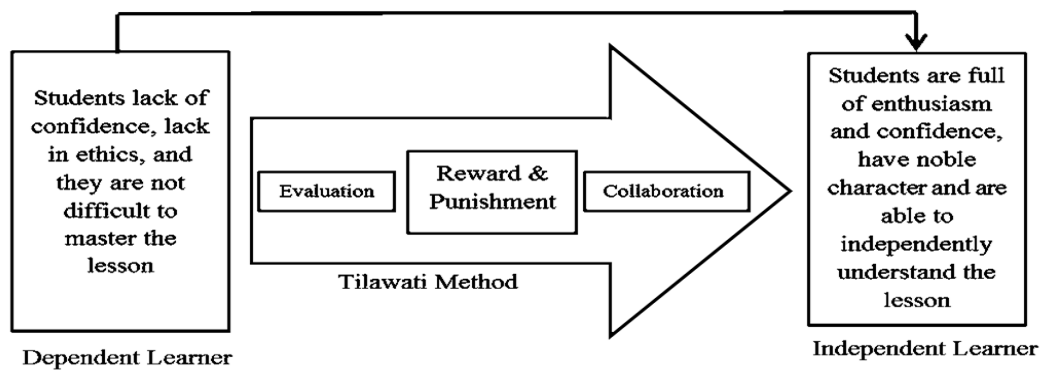 Students lack of
confidence, lack
in ethics, and
they are not
difficult to
master the
lesson
Dependent Learner
Evaluation
Reward &
Punishment
Collaboration
Tilawati Method
Students are full
of enthusiasm
and confidence,
have noble
character and are
able to
independently
understand the
lesson
Independent Learner